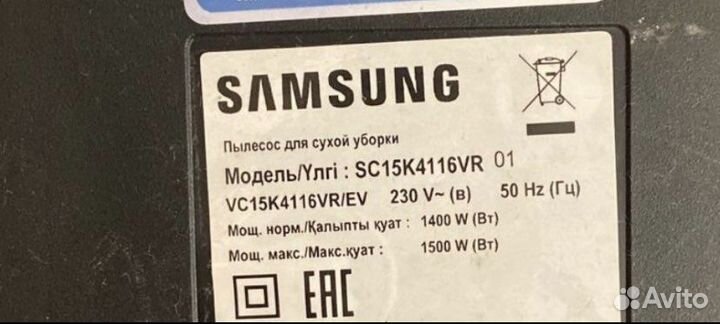 SAMSUNG
Пылесос для сухой уборки
Модель/Үлгі : SC15K4116VR 01
VC15K4116VR/EV 230 V~ (в) 50 Hz (Гц)
Мощ. норм./Қалыпты қуат : 1400 W (Вт)
Мощ. макс./Макс.қуат : 1500 W (Вт)
EAC
Avito